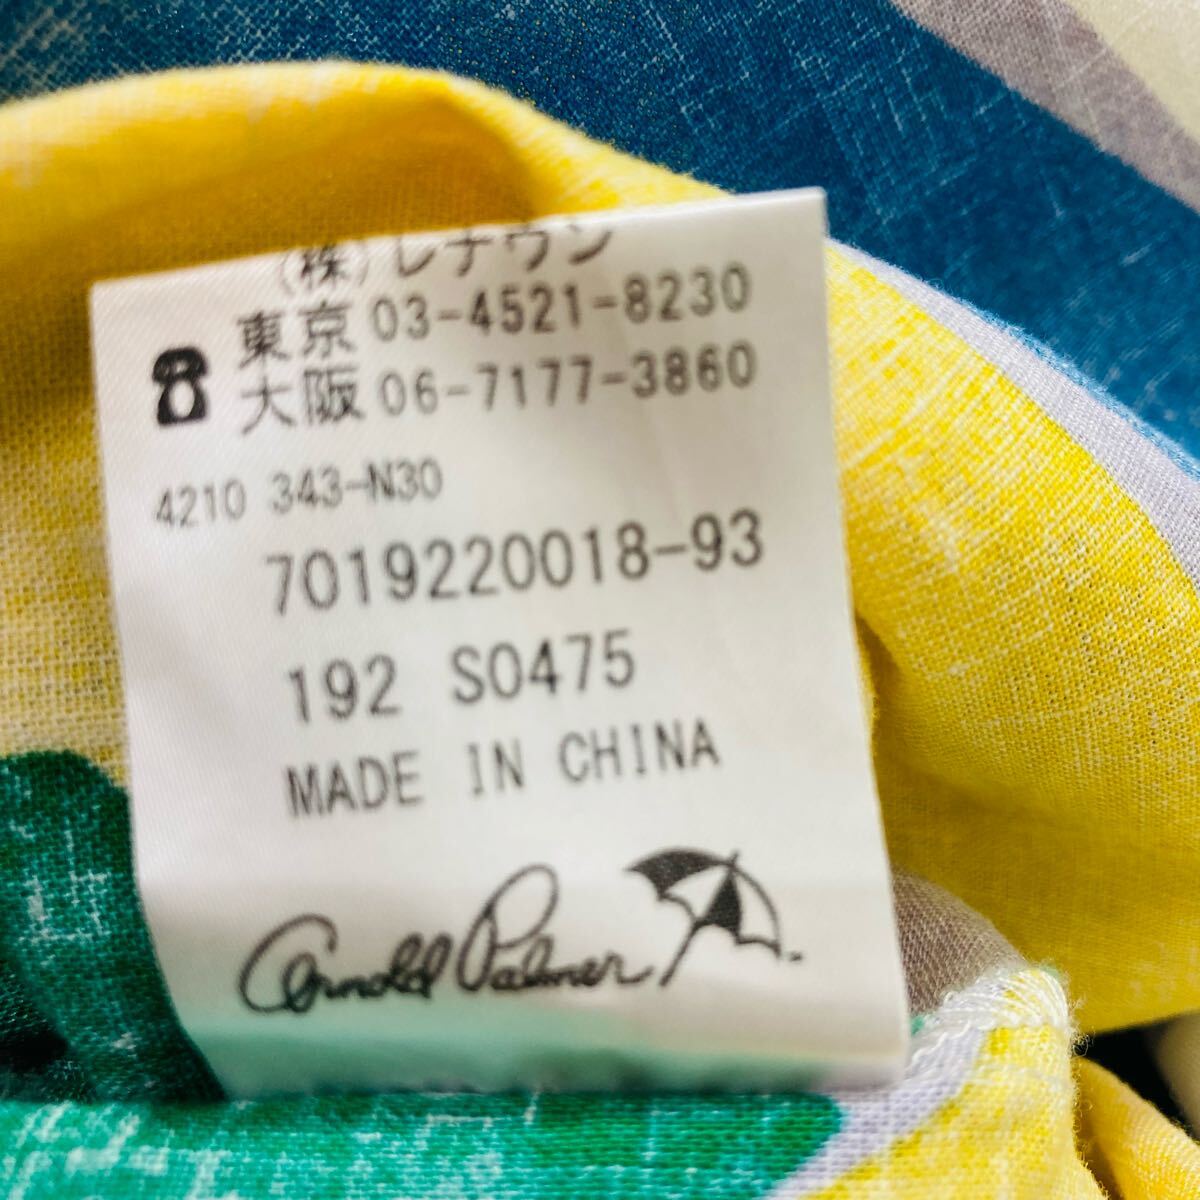 (株)レナウン
東京 03-4521-8230
大阪 06-7177-3860
4210 343-N30
7019220018-93
192 S0475
MADE IN CHINA
Arnold Palmer